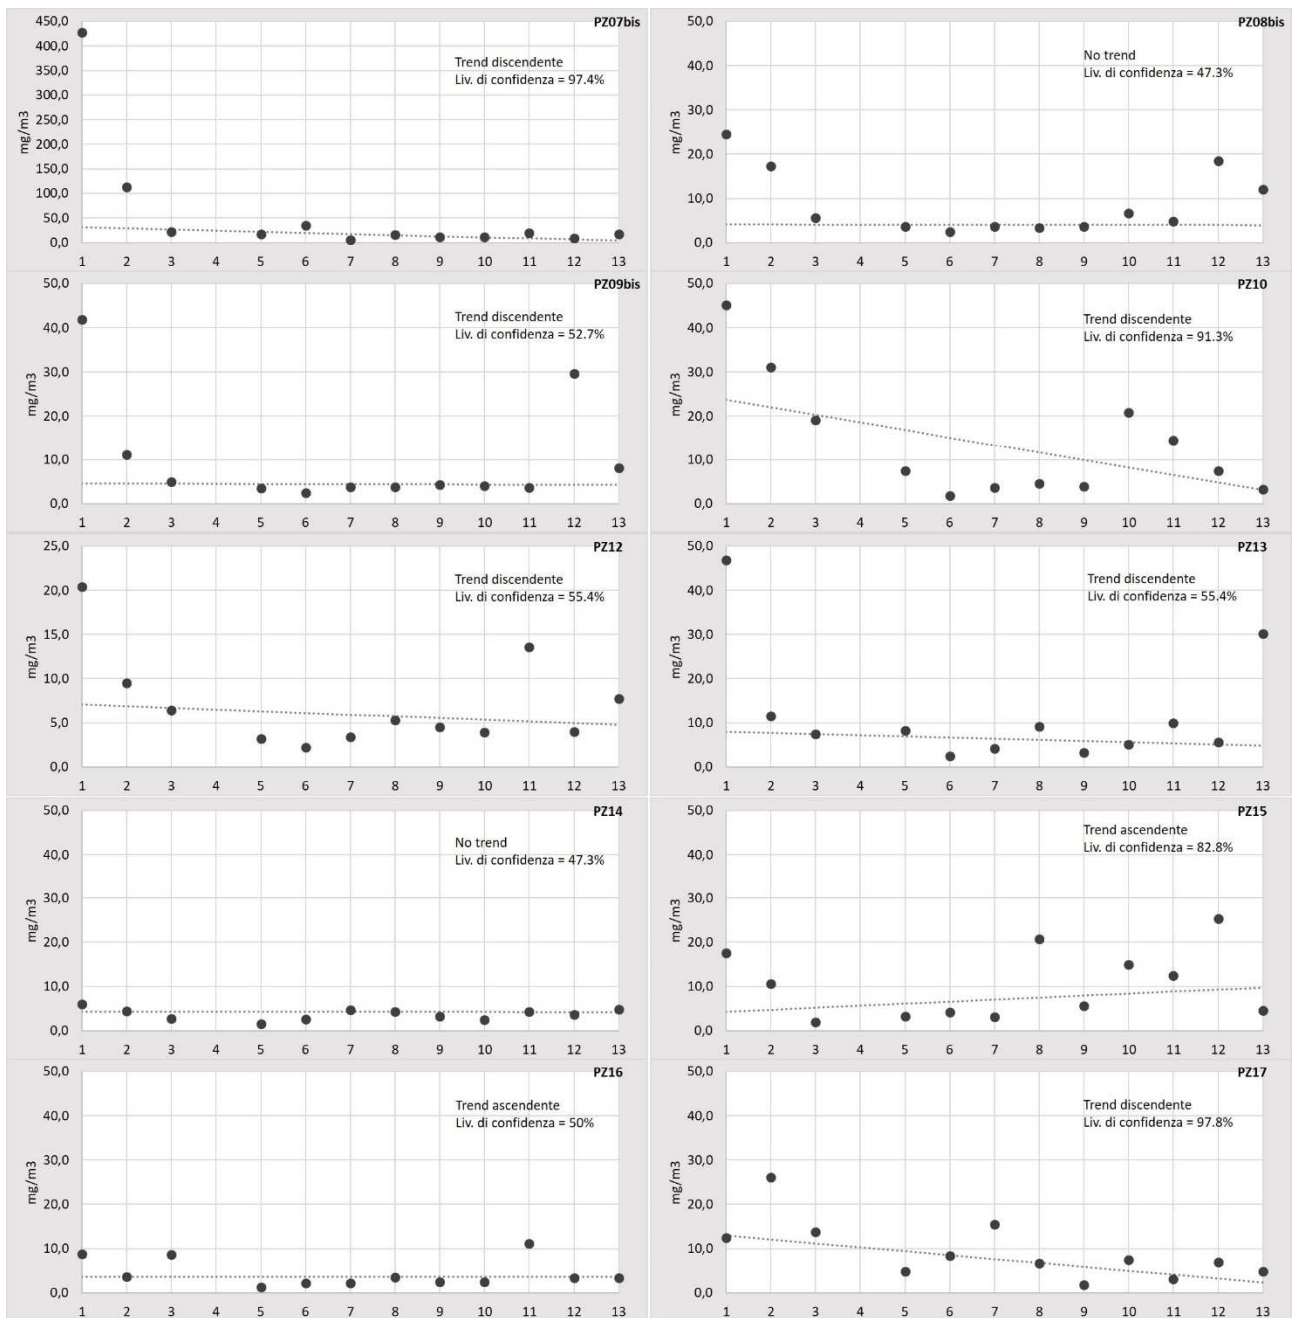 PZ07bis
450,0
400,0
350,0
300,0
250,0
200,0
150,0
100,0
50,0
0,0
mg/m3
Trend discendente
Liv. di confidenza = 97.4%
1 2 3 4 5 6 7 8 9 10 11 12 13
PZ08bis
50,0
40,0
30,0
20,0
10,0
0,0
mg/m3
No trend
Liv. di confidenza = 47.3%
1 2 3 4 5 6 7 8 9 10 11 12 13
PZ09bis
50,0
40,0
30,0
20,0
10,0
0,0
mg/m3
Trend discendente
Liv. di confidenza = 52.7%
1 2 3 4 5 6 7 8 9 10 11 12 13
PZ10
50,0
40,0
30,0
20,0
10,0
0,0
mg/m3
Trend discendente
Liv. di confidenza = 91.3%
1 2 3 4 5 6 7 8 9 10 11 12 13
PZ12
25,0
20,0
15,0
10,0
5,0
0,0
mg/m3
Trend discendente
Liv. di confidenza = 55.4%
1 2 3 4 5 6 7 8 9 10 11 12 13
PZ13
50,0
40,0
30,0
20,0
10,0
0,0
mg/m3
Trend discendente
Liv. di confidenza = 55.4%
1 2 3 4 5 6 7 8 9 10 11 12 13
PZ14
50,0
40,0
30,0
20,0
10,0
0,0
mg/m3
No trend
Liv. di confidenza = 47.3%
1 2 3 4 5 6 7 8 9 10 11 12 13
PZ15
50,0
40,0
30,0
20,0
10,0
0,0
mg/m3
Trend ascendente
Liv. di confidenza = 82.8%
1 2 3 4 5 6 7 8 9 10 11 12 13
PZ16
50,0
40,0
30,0
20,0
10,0
0,0
mg/m3
Trend ascendente
Liv. di confidenza = 50%
1 2 3 4 5 6 7 8 9 10 11 12 13
PZ17
50,0
40,0
30,0
20,0
10,0
0,0
mg/m3
Trend discendente
Liv. di confidenza = 97.8%
1 2 3 4 5 6 7 8 9 10 11 12 13